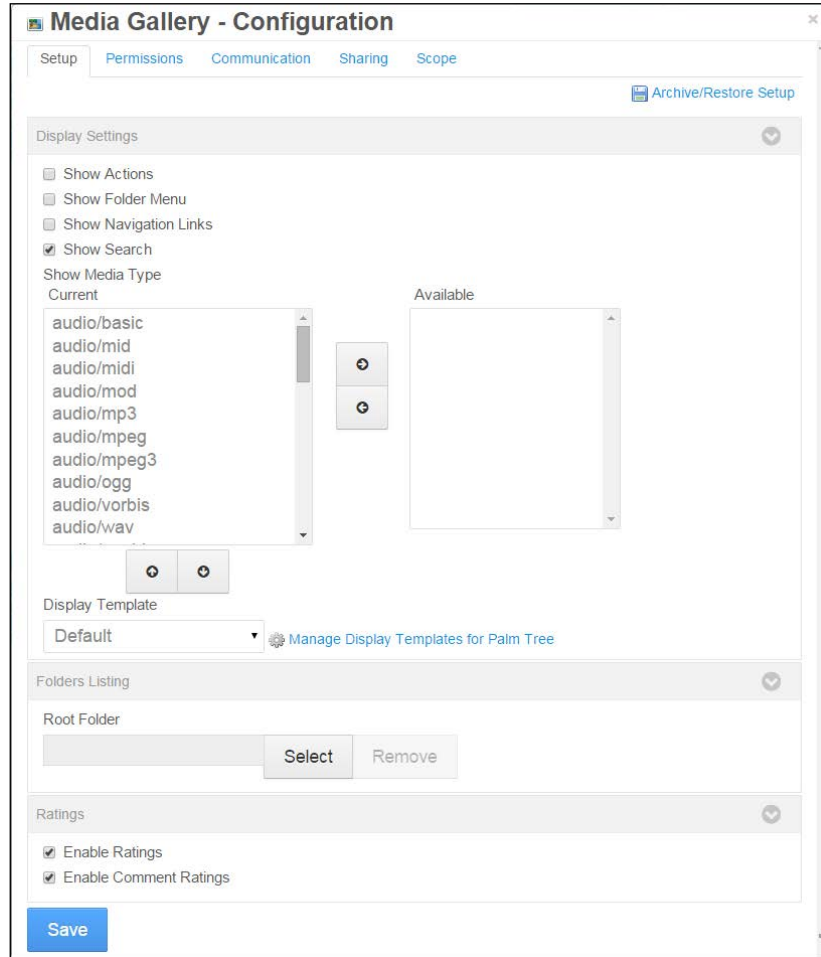 Media Gallery - Configuration
Setup Permissions Communication Sharing Scope
Archive/Restore Setup
Display Settings
Show Actions
Show Folder Menu
Show Navigation Links
Show Search
Show Media Type
Current Available
audio/basic
audio/mid
audio/midi
audio/mod
audio/mp3
audio/mpeg
audio/mpeg3
audio/ogg
audio/vorbis
audio/wav
Display Template
Default Manage Display Templates for Palm Tree
Folders Listing
Root Folder
Select Remove
Ratings
Enable Ratings
Enable Comment Ratings
Save